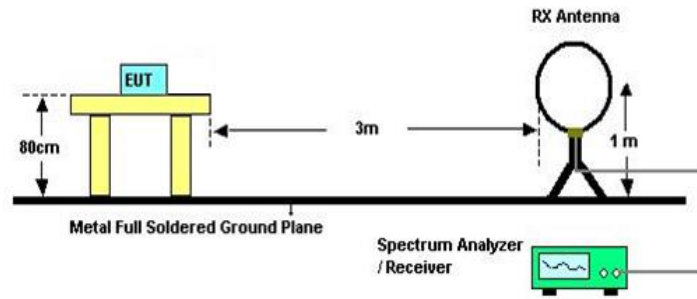 RX Antenna
EUT
3m
80cm
1 m
Metal Full Soldered Ground Plane
Spectrum Analyzer
/ Receiver